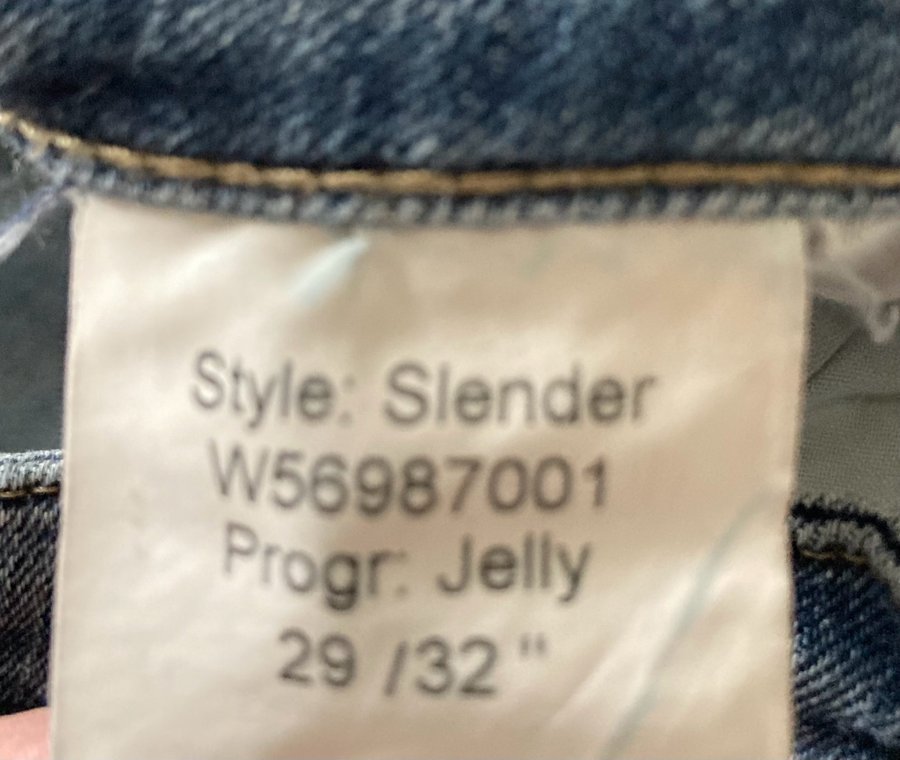 Style: Slender
W56987001
Progr: Jelly
29 /32 "